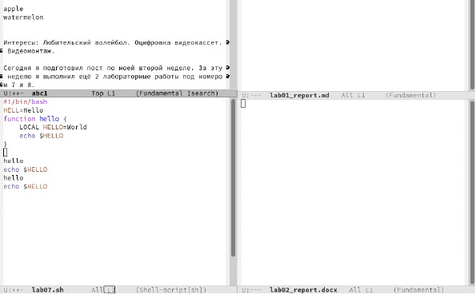 apple
watermelon
Интересы: Любительский волейбол. Оцифровка видеокассет.
Видеомонтаж.
Сегодня я подготовил пост по моей второй неделе. За эту
неделю я выполнил ещё 2 лабораторные работы под номеро
м 7 и 8.
U:**- abc1 Top L1 (Fundamental Isearch)
#!/bin/bash
HELL=Hello
function hello {
LOCAL HELLO=World
echo $HELLO
}
hello
echo $HELLO
hello
echo $HELLO
U:**- lab07.sh All L1 (Shell-script[sh])
U:--- lab01_report.md All L1 (Fundamental)
U:--- lab02_report.docx All L1 (Fundamental)